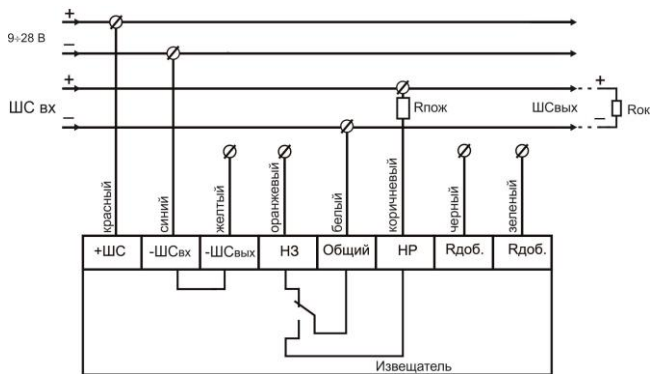 +
9÷28 В
−
+
ШС вх
−
Rпож
ШСвых
+
−
Rок
красный
синий
желтый
оранжевый
белый
коричневый
черный
зеленый
+ШС
-ШСвх
-ШСвых
НЗ
Общий
НР
Rдоб.
Rдоб.
Извещатель